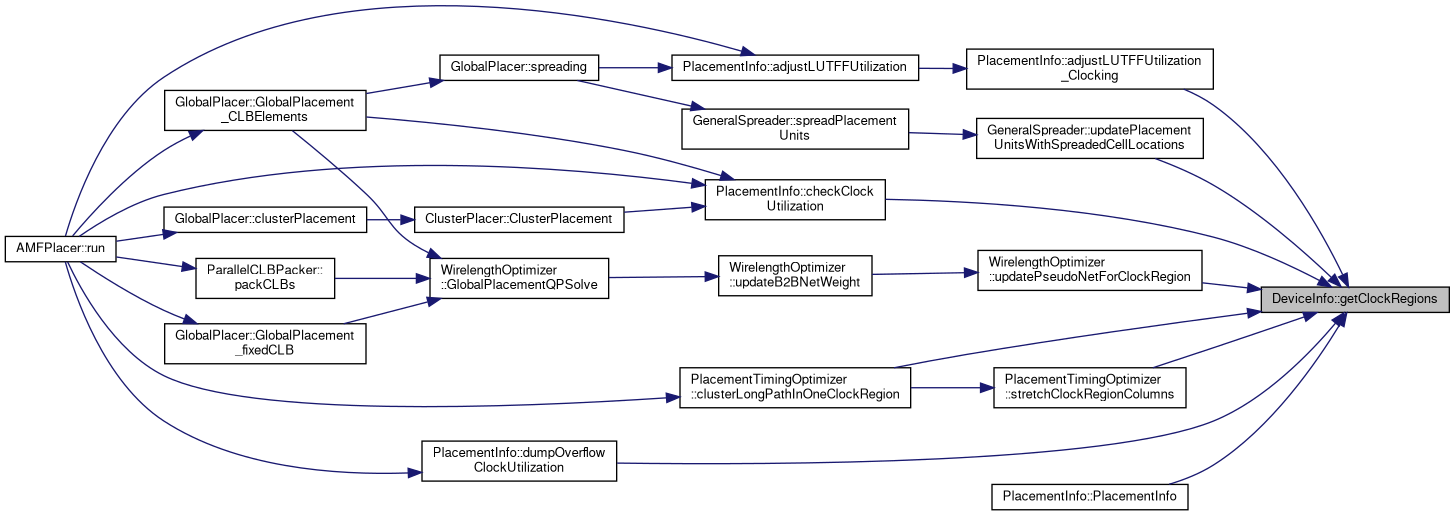 AMFPlacer::run
GlobalPlacer::GlobalPlacement
_CLBElements
GlobalPlacer::clusterPlacement
ParallelCLBPacker::
packCLBs
GlobalPlacer::GlobalPlacement
_fixedCLB
GlobalPlacer::spreading
ClusterPlacer::ClusterPlacement
WirelengthOptimizer
::GlobalPlacementQPSolve
PlacementInfo::dumpOverflow
ClockUtilization
PlacementInfo::adjustLUTFFUtilization
GeneralSpreader::spreadPlacement
Units
PlacementInfo::checkClock
Utilization
WirelengthOptimizer
::updateB2BNetWeight
PlacementTimingOptimizer
::clusterLongPathInOneClockRegion
PlacementInfo::adjustLUTFFUtilization
_Clocking
GeneralSpreader::updatePlacement
UnitsWithSpreadedCellLocations
WirelengthOptimizer
::updatePseudoNetForClockRegion
PlacementTimingOptimizer
::stretchClockRegionColumns
PlacementInfo::PlacementInfo
DeviceInfo::getClockRegions